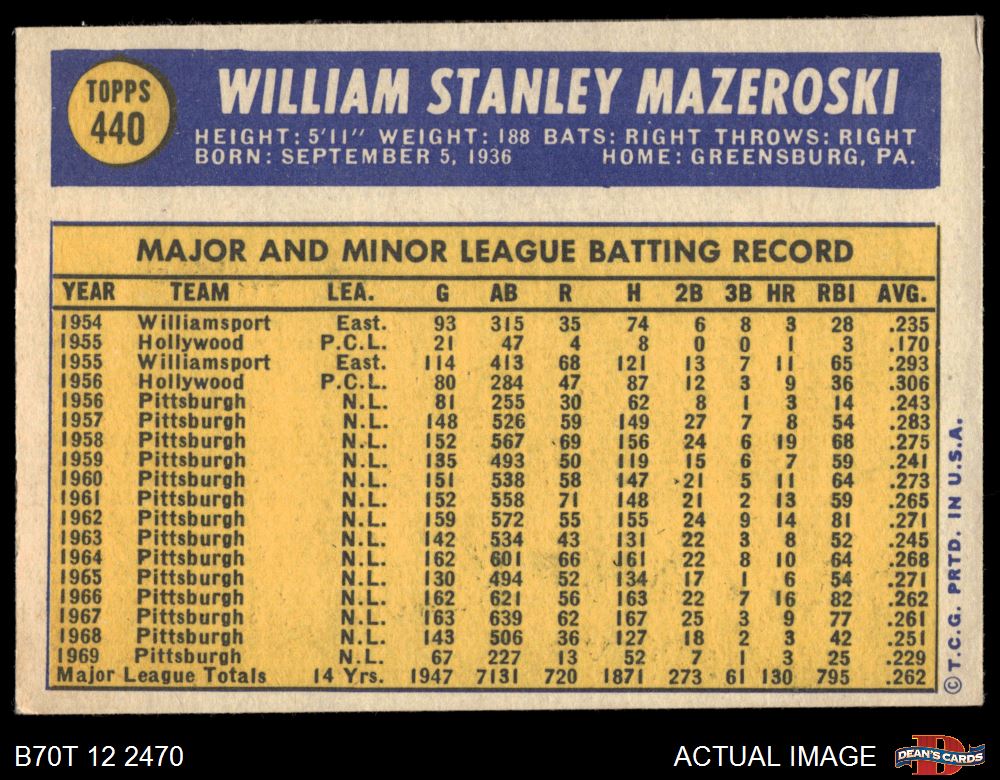 TOPPS
440
WILLIAM STANLEY MAZEROSKI
HEIGHT: 5'11" WEIGHT: 188 BATS: RIGHT THROWS: RIGHT
BORN: SEPTEMBER 5, 1936 HOME: GREENSBURG, PA.
MAJOR AND MINOR LEAGUE BATTING RECORD
YEAR TEAM LEA. G AB R H 2B 3B HR RBI AVG.
1954 Williamsport East. 93 315 35 74 6 8 3 28 .235
1955 Hollywood P.C.L. 21 47 4 8 0 0 1 3 .170
1955 Williamsport East. 114 413 68 121 13 7 11 65 .293
1956 Hollywood P.C.L. 80 284 47 87 12 3 9 36 .306
1956 Pittsburgh N.L. 81 255 30 62 8 1 3 14 .243
1957 Pittsburgh N.L. 148 526 59 149 27 7 8 54 .283
1958 Pittsburgh N.L. 152 567 69 156 24 6 19 68 .275
1959 Pittsburgh N.L. 135 493 50 119 15 6 7 59 .241
1960 Pittsburgh N.L. 151 538 58 147 21 5 11 64 .273
1961 Pittsburgh N.L. 152 558 71 148 21 2 13 59 .265
1962 Pittsburgh N.L. 159 572 55 155 24 9 14 81 .271
1963 Pittsburgh N.L. 142 534 43 131 22 3 8 52 .245
1964 Pittsburgh N.L. 162 601 66 161 22 8 10 64 .268
1965 Pittsburgh N.L. 130 494 52 134 17 1 6 54 .271
1966 Pittsburgh N.L. 162 621 56 163 22 7 16 82 .262
1967 Pittsburgh N.L. 163 639 62 167 25 3 9 77 .261
1968 Pittsburgh N.L. 143 506 36 127 18 2 3 42 .251
1969 Pittsburgh N.L. 67 227 13 52 7 1 3 25 .229
Major League Totals 14 Yrs. 1947 7131 720 1871 273 61 130 795 .262
© T.C.G. PRTD. IN U.S.A.
B70T 12 2470 ACTUAL IMAGE
DEAN'S CARDS